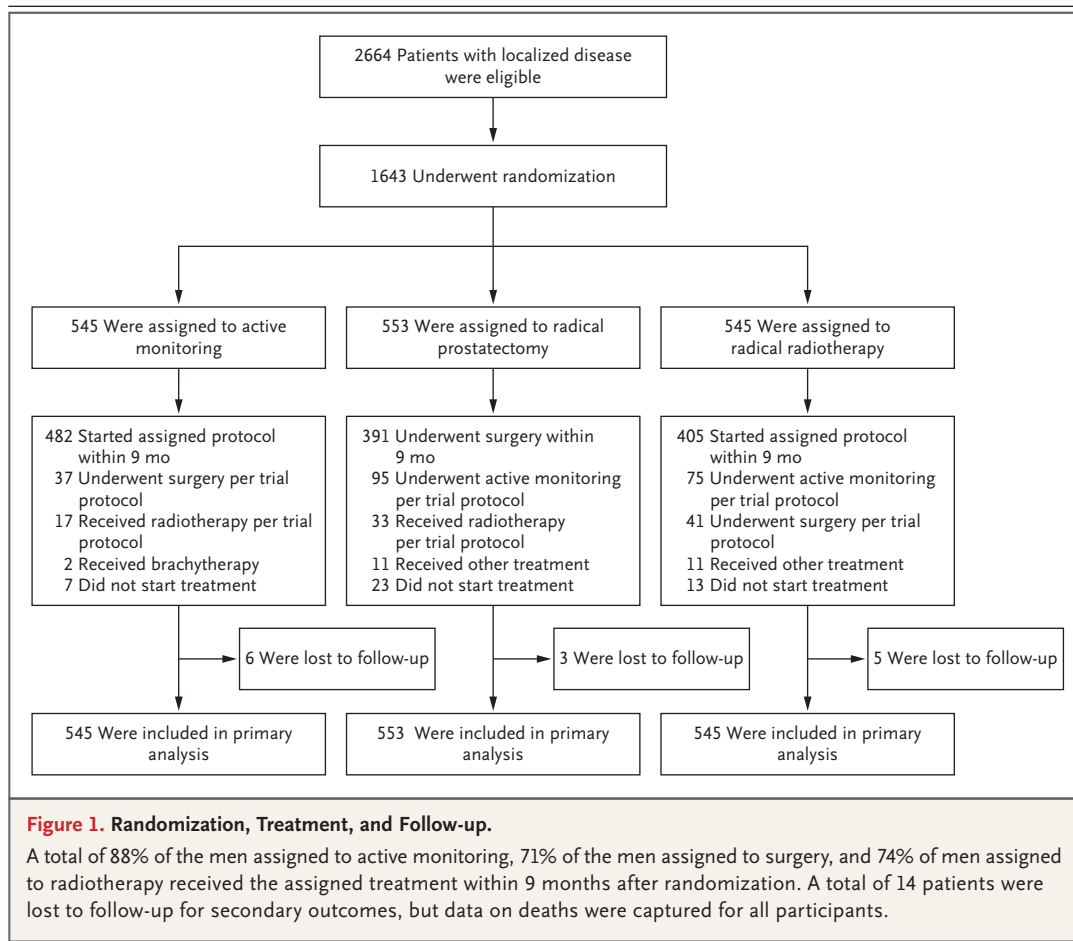 2664 Patients with localized disease
were eligible
1643 Underwent randomization
545 Were assigned to active
monitoring
553 Were assigned to radical
prostatectomy
545 Were assigned to
radical radiotherapy
482 Started assigned protocol
within 9 mo
37 Underwent surgery per trial
protocol
17 Received radiotherapy per trial
protocol
2 Received brachytherapy
7 Did not start treatment
391 Underwent surgery within
9 mo
95 Underwent active monitoring
per trial protocol
33 Received radiotherapy
per trial protocol
11 Received other treatment
23 Did not start treatment
405 Started assigned protocol
within 9 mo
75 Underwent active monitoring
per trial protocol
41 Underwent surgery per trial
protocol
11 Received other treatment
13 Did not start treatment
6 Were lost to follow-up
3 Were lost to follow-up
5 Were lost to follow-up
545 Were included in primary
analysis
553 Were included in primary
analysis
545 Were included in primary
analysis
Figure 1. Randomization, Treatment, and Follow-up.
A total of 88% of the men assigned to active monitoring, 71% of the men assigned to surgery, and 74% of men assigned
to radiotherapy received the assigned treatment within 9 months after randomization. A total of 14 patients were
lost to follow-up for secondary outcomes, but data on deaths were captured for all participants.